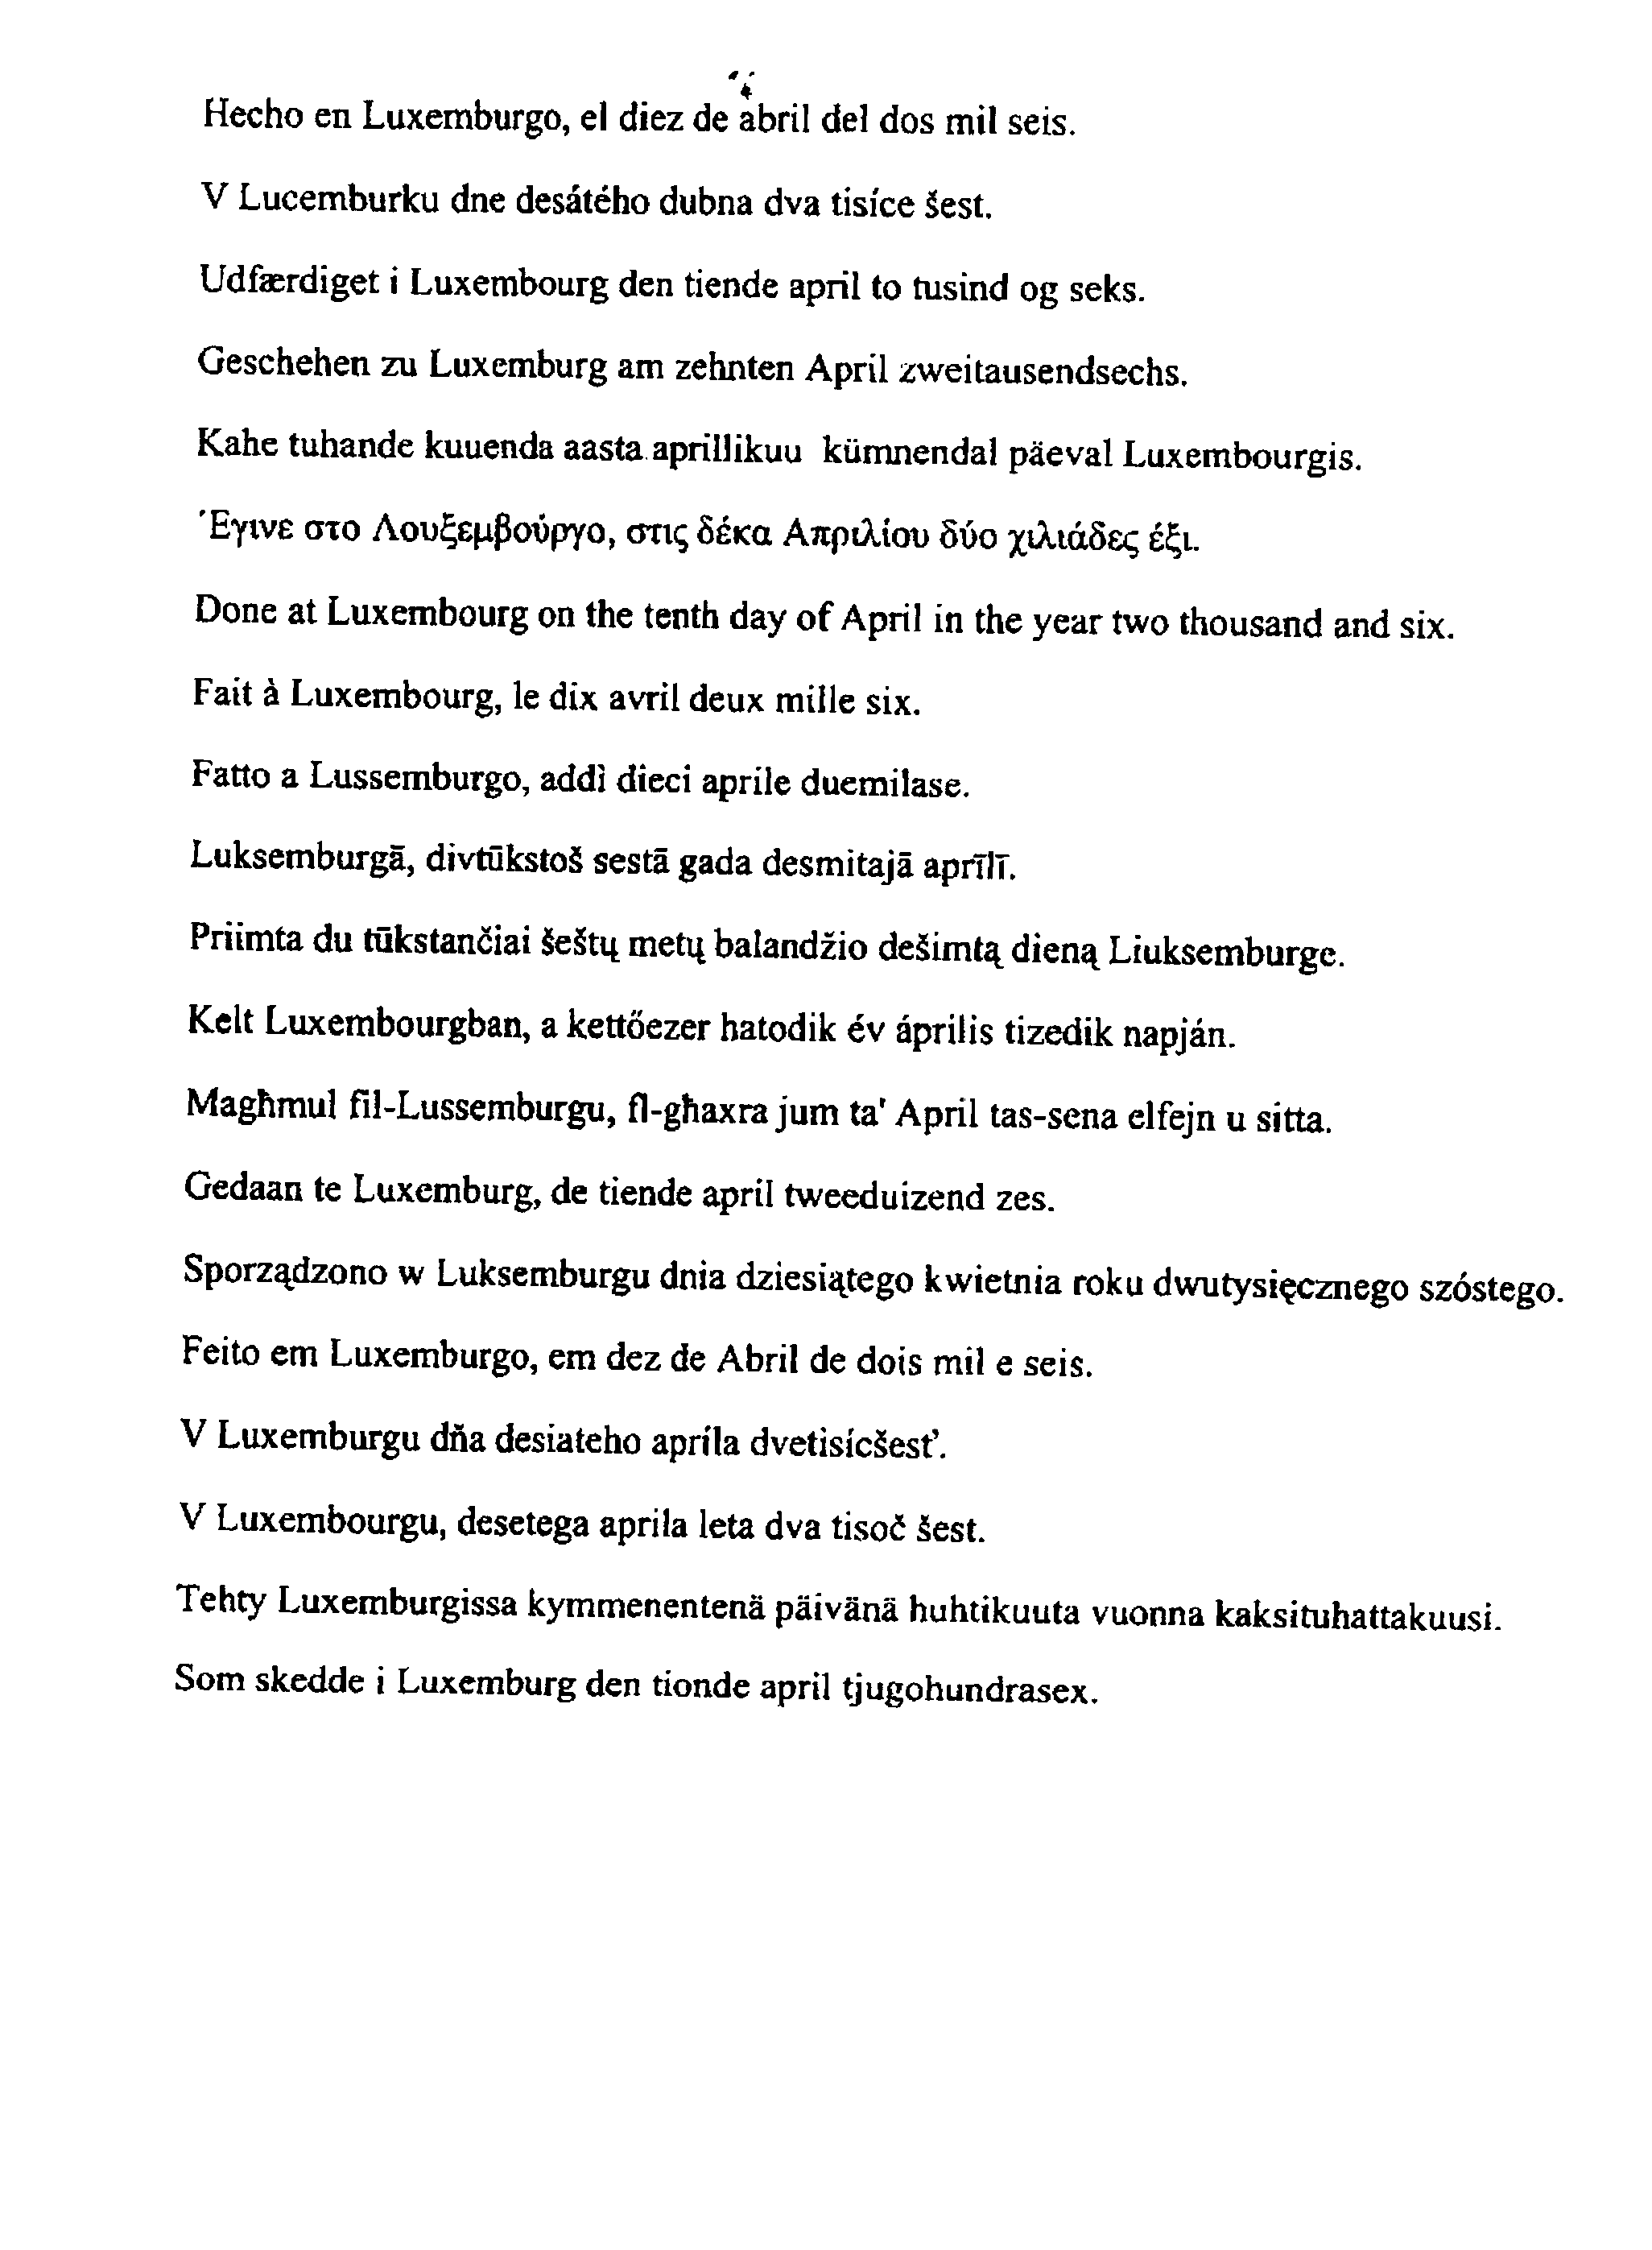 Hecho en Luxemburgo, el diez de abril del dos mil seis.
V Lucemburku dne desátého dubna dva tisíce šest.
Udfærdiget i Luxembourg den tiende april to tusind og seks.
Geschehen zu Luxemburg am zehnten April zweitausendsechs.
Kahe tuhande kuuenda aasta aprillikuu kümnendal päeval Luxembourgis.
Έγινε στο Λουξεμβούργο, στις δέκα Απριλίου δύο χιλιάδες έξι.
Done at Luxembourg on the tenth day of April in the year two thousand and six.
Fait à Luxembourg, le dix avril deux mille six.
Fatto a Lussemburgo, addì dieci aprile duemilase.
Luksemburgā, divtūkstoš sestā gada desmitajā aprīlī.
Priimta du tūkstančiai šeštų metų balandžio dešimtą dieną Liuksemburge.
Kelt Luxembourgban, a kettőezer hatodik év április tizedik napján.
Magħmul fil-Lussemburgu, fl-għaxra jum ta' April tas-sena elfejn u sitta.
Gedaan te Luxemburg, de tiende april tweeduizend zes.
Sporządzono w Luksemburgu dnia dziesiątego kwietnia roku dwutysięcznego szóstego.
Feito em Luxemburgo, em dez de Abril de dois mil e seis.
V Luxemburgu dňa desiateho apríla dvetisícšesť.
V Luxembourgu, desetega aprila leta dva tisoč šest.
Tehty Luxemburgissa kymmenentenä päivänä huhtikuuta vuonna kaksituhattakuusi.
Som skedde i Luxemburg den tionde april tjugohundrasex.